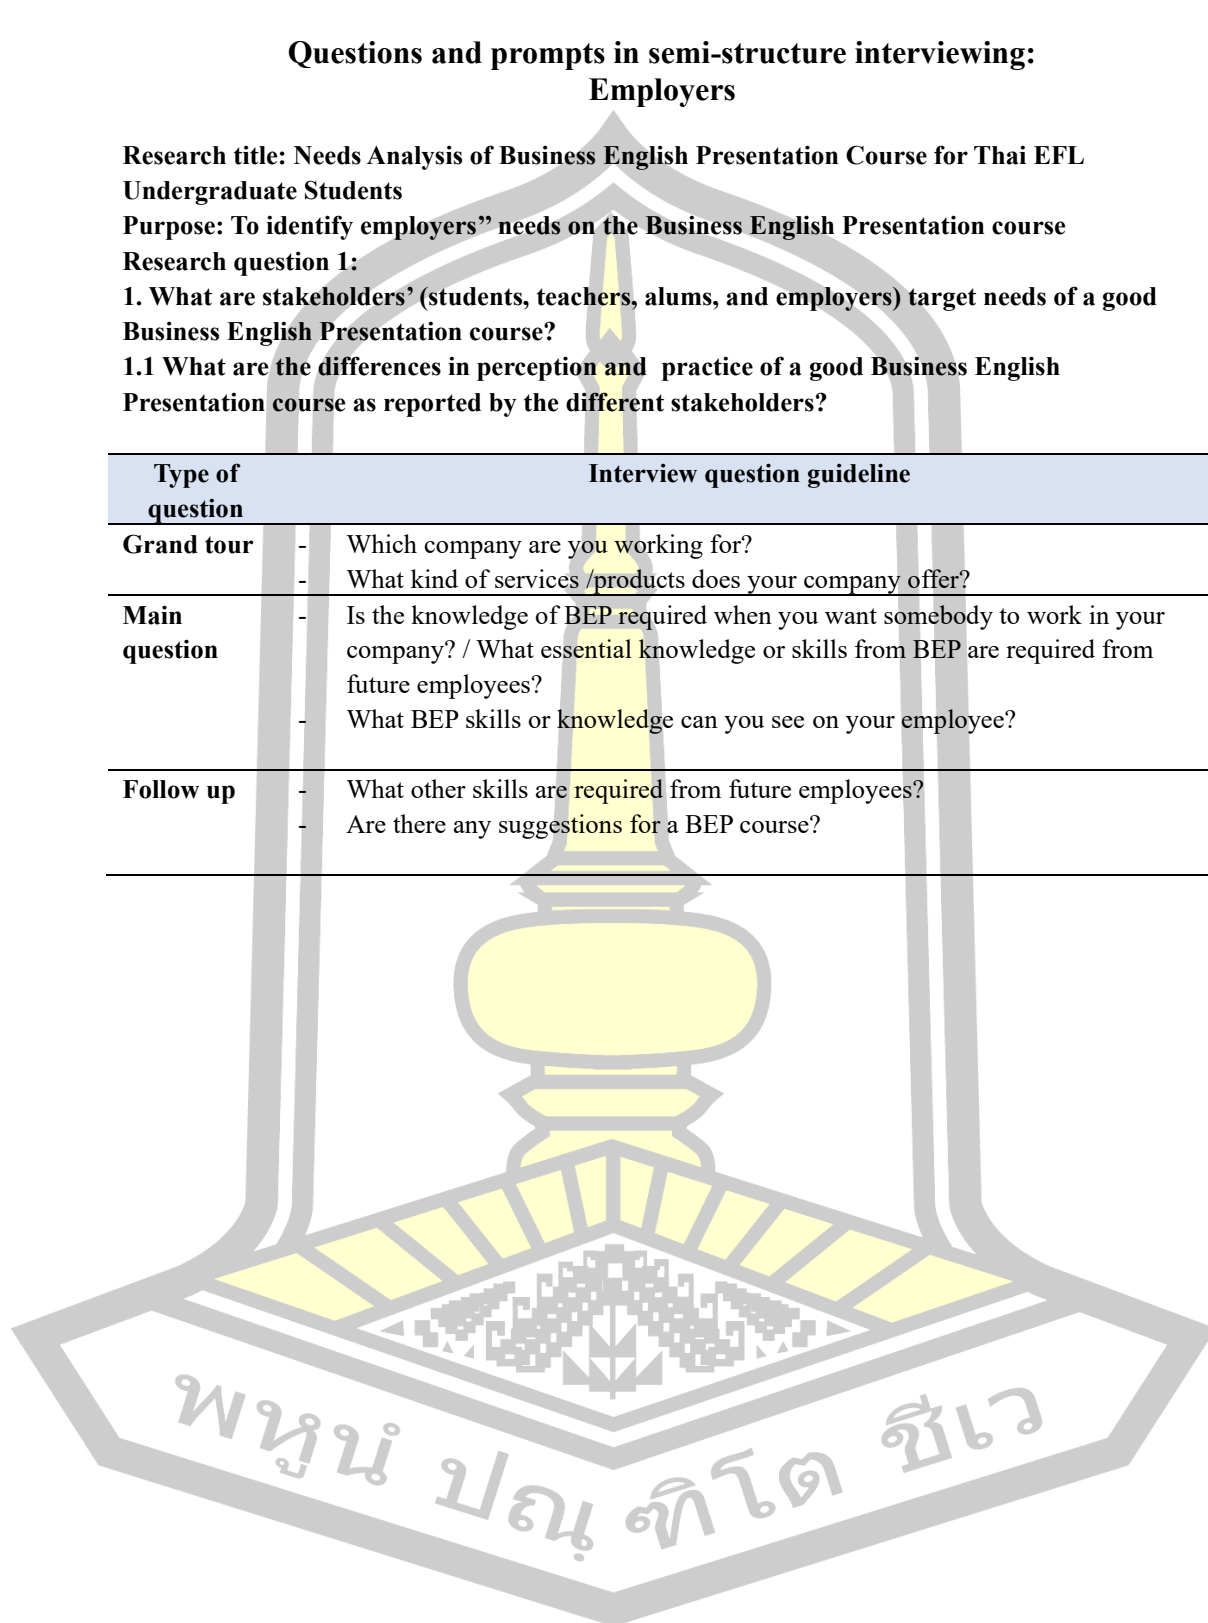 Questions and prompts in semi-structure interviewing:
Employers
Research title: Needs Analysis of Business English Presentation Course for Thai EFL
Undergraduate Students
Purpose: To identify employers’’ needs on the Business English Presentation course
Research question 1:
1. What are stakeholders’ (students, teachers, alums, and employers) target needs of a good
Business English Presentation course?
1.1 What are the differences in perception and  practice of a good Business English
Presentation course as reported by the different stakeholders?
Type of question
Interview question guideline
Grand tour
- Which company are you working for?
- What kind of services /products does your company offer?
Main question
- Is the knowledge of BEP required when you want somebody to work in your
company? / What essential knowledge or skills from BEP are required from
future employees?
- What BEP skills or knowledge can you see on your employee?
Follow up
- What other skills are required from future employees?
- Are there any suggestions for a BEP course?
พหูนํ ปณฺฑิโต ชีเว